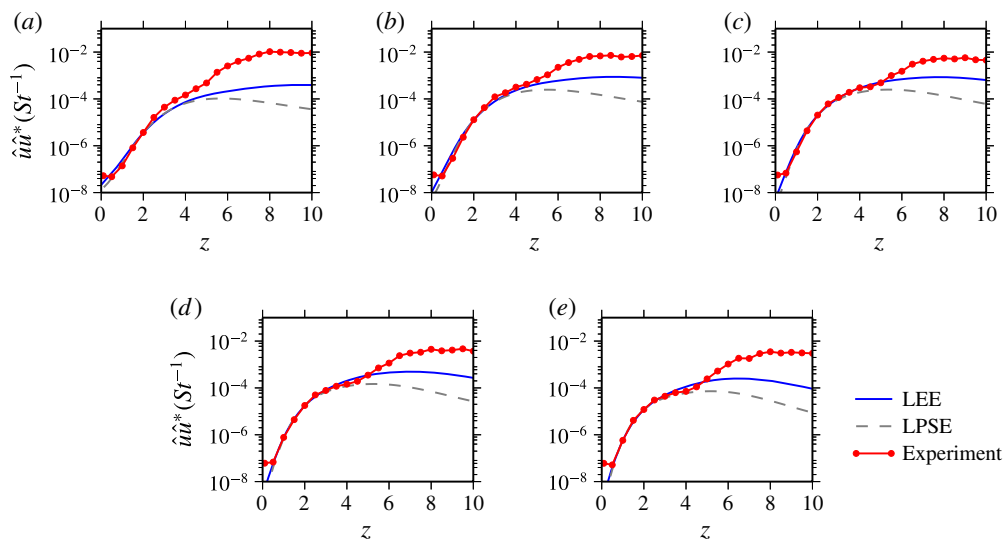 (a) (b) (c)
10⁻² 10⁻² 10⁻²
10⁻⁴ 10⁻⁴ 10⁻⁴
ûû*(St⁻¹)
10⁻⁶ 10⁻⁶ 10⁻⁶
10⁻⁸ 10⁻⁸ 10⁻⁸
0 2 4 6 8 10 0 2 4 6 8 10 0 2 4 6 8 10
z z z
(d) (e)
10⁻² 10⁻²
10⁻⁴ 10⁻⁴
ûû*(St⁻¹)
10⁻⁶ 10⁻⁶
10⁻⁸ 10⁻⁸
0 2 4 6 8 10 0 2 4 6 8 10
z z
LEE
LPSE
Experiment